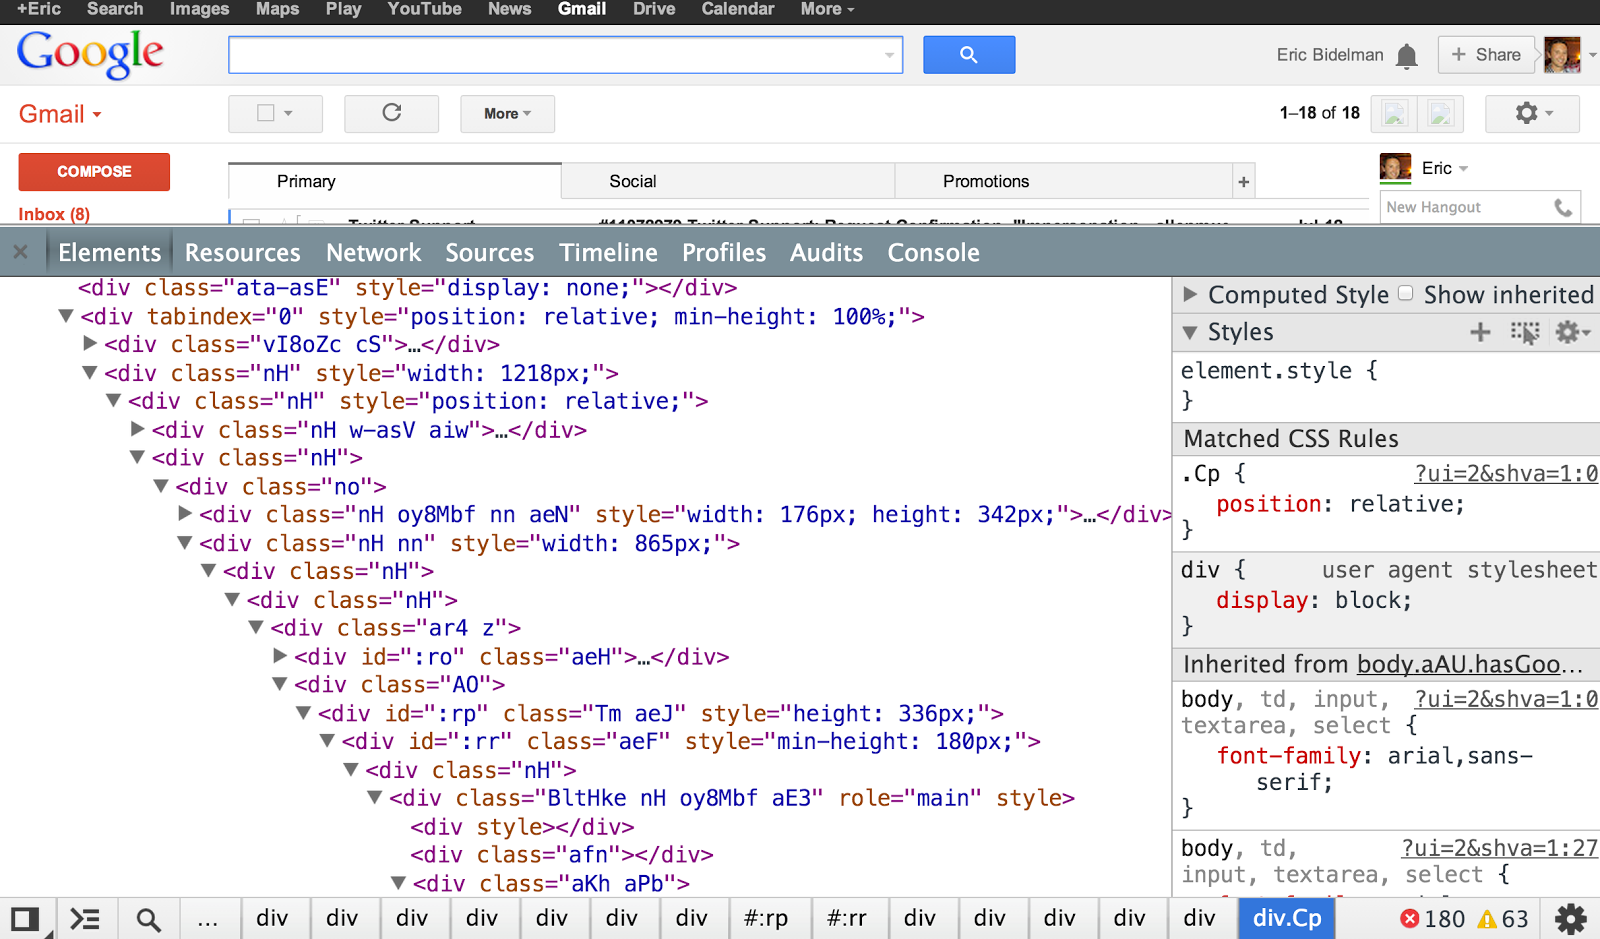 +Eric Search Images Maps Play YouTube News Gmail Drive Calendar More
Google
Eric Bidelman + Share
Gmail
More
1–18 of 18
COMPOSE
Primary Social Promotions +
Eric
Inbox (8)
New Hangout
× Elements Resources Network Sources Timeline Profiles Audits Console
<div class="ata-asE" style="display: none;"></div>
<div tabindex="0" style="position: relative; min-height: 100%;">
<div class="vI8oZc cS">…</div>
<div class="nH" style="width: 1218px;">
<div class="nH" style="position: relative;">
<div class="nH w-asV aiw">…</div>
<div class="nH">
<div class="no">
<div class="nH oy8Mbf nn aeN" style="width: 176px; height: 342px;">…</div>
<div class="nH nn" style="width: 865px;">
<div class="nH">
<div class="nH">
<div class="ar4 z">
<div id=":ro" class="aeH">…</div>
<div class="AO">
<div id=":rp" class="Tm aeJ" style="height: 336px;">
<div id=":rr" class="aeF" style="min-height: 180px;">
<div class="nH">
<div class="BltHke nH oy8Mbf aE3" role="main" style>
<div style></div>
<div class="afn"></div>
<div class="aKh aPb">
Computed Style Show inherited
Styles
element.style {
}
Matched CSS Rules
.Cp { ?ui=2&shva=1:0
position: relative;
}
div { user agent stylesheet
display: block;
}
Inherited from body.aAU.hasGoo…
body, td, input, ?ui=2&shva=1:0
textarea, select {
font-family: arial,sans-
serif;
}
body, td, ?ui=2&shva=1:27
input, textarea, select {
... div div div div div div div #:rp #:rr div div div div div div.Cp 180 63